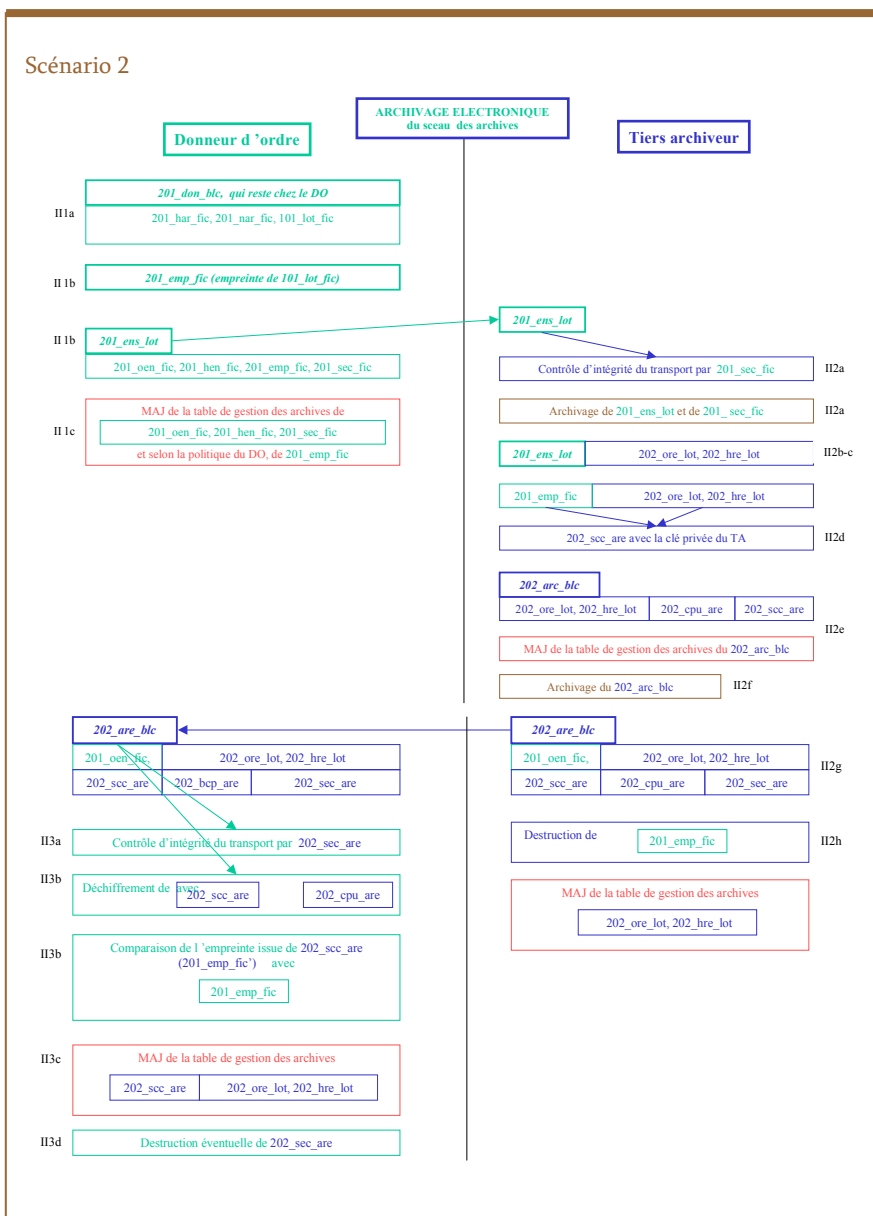 Scénario 2
ARCHIVAGE ELECTRONIQUE
du sceau des archives
Donneur d ’ordre
Tiers archiveur
201_don_blc, qui reste chez le DO
II1a
201_har_fic, 201_nar_fic, 101_lot_fic
II1b
201_emp_fic (empreinte de 101_lot_fic)
II1b
201_ens_lot
201_oen_fic, 201_hen_fic, 201_emp_fic, 201_sec_fic
II1c
MAJ de la table de gestion des archives de
201_oen_fic, 201_hen_fic, 201_sec_fic
et selon la politique du DO, de 201_emp_fic
201_ens_lot
Contrôle d’intégrité du transport par 201_sec_fic
II2a
Archivage de 201_ens_lot et de 201_ sec_fic
II2a
201_ens_lot
202_ore_lot, 202_hre_lot
II2b-c
201_emp_fic
202_ore_lot, 202_hre_lot
202_scc_are avec la clé privée du TA
II2d
202_arc_blc
202_ore_lot, 202_hre_lot
202_cpu_are
202_scc_are
II2e
MAJ de la table de gestion des archives du 202_arc_blc
Archivage du 202_arc_blc
II2f
202_are_blc
201_oen_fic,
202_ore_lot, 202_hre_lot
202_scc_are
202_bcp_are
202_sec_are
202_are_blc
201_oen_fic,
202_ore_lot, 202_hre_lot
202_scc_are
202_cpu_are
202_sec_are
II2g
II3a
Contrôle d’intégrité du transport par 202_sec_are
II3b
Déchiffrement de avec
202_scc_are
202_cpu_are
II3b
Comparaison de l ’empreinte issue de 202_scc_are
(201_emp_fic’) avec
201_emp_fic
II3c
MAJ de la table de gestion des archives
202_scc_are
202_ore_lot, 202_hre_lot
II3d
Destruction éventuelle de 202_sec_are
Destruction de
201_emp_fic
II2h
MAJ de la table de gestion des archives
202_ore_lot, 202_hre_lot